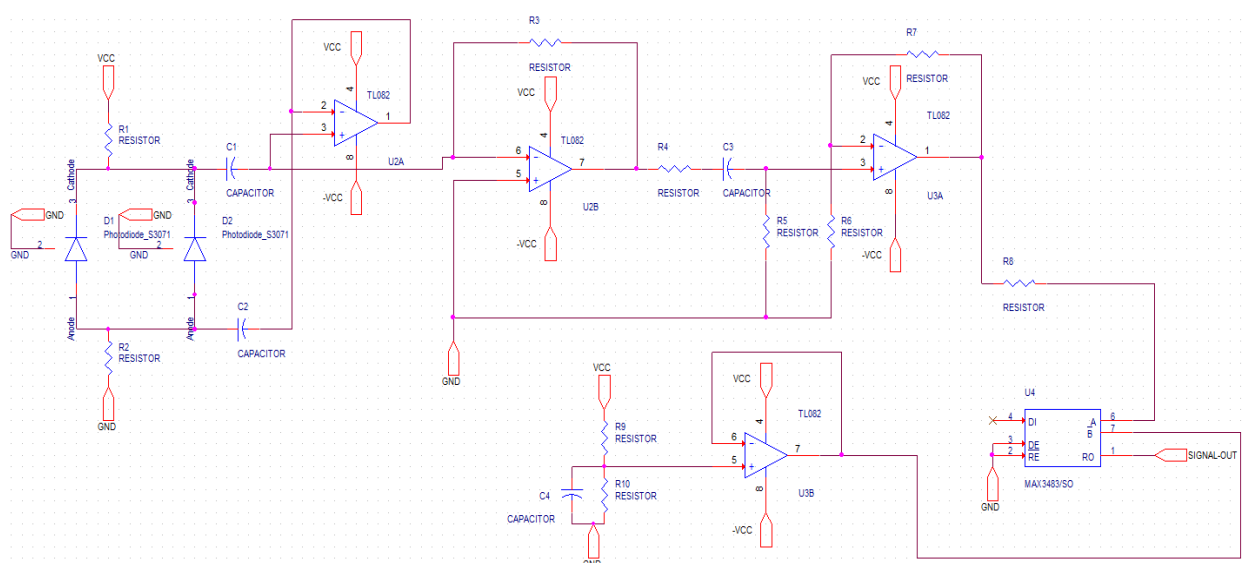 R3
RESISTOR
R7
RESISTOR
VCC
VCC
4
TL082
2
3
1
8
U2A
-VCC
VCC
R1
RESISTOR
C1
CAPACITOR
3
Cathode
3
Cathode
GND
GND
D1
Photodiode_S3071
D2
Photodiode_S3071
GND
2
GND
2
1
Anode
1
Anode
C2
CAPACITOR
R2
RESISTOR
GND
VCC
4
TL082
6
5
7
8
U2B
-VCC
R4
RESISTOR
C3
CAPACITOR
R5
RESISTOR
R6
RESISTOR
GND
VCC
4
TL082
2
3
1
8
U3A
-VCC
R8
RESISTOR
VCC
R9
RESISTOR
R10
RESISTOR
C4
CAPACITOR
GND
VCC
4
TL082
6
5
7
8
U3B
-VCC
U4
4
DI
3
DE
2
RE
A
6
B
7
RO
1
MAX3483/SO
GND
SIGNAL-OUT